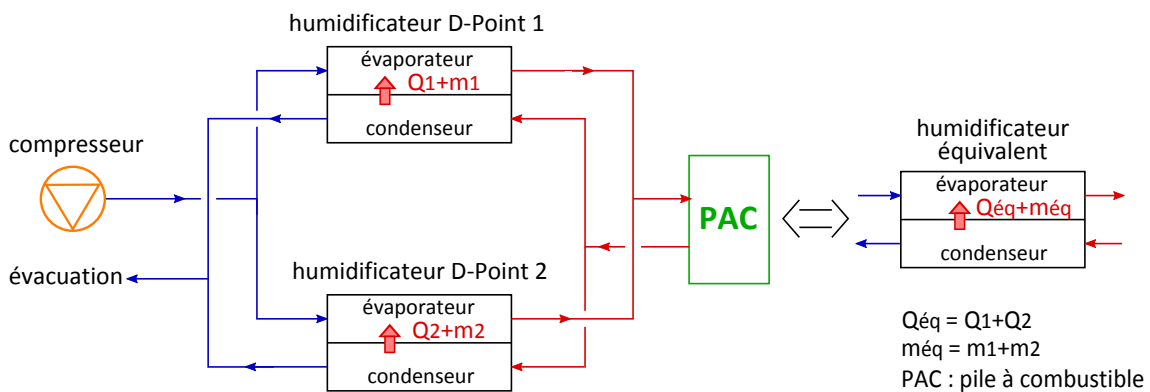 humidificateur D-Point 1
évaporateur
Q1+m1
condenseur
compresseur
évacuation
humidificateur D-Point 2
évaporateur
Q2+m2
condenseur
PAC
humidificateur
équivalent
évaporateur
Qéq+méq
condenseur
Qéq = Q1+Q2
méq = m1+m2
PAC : pile à combustible